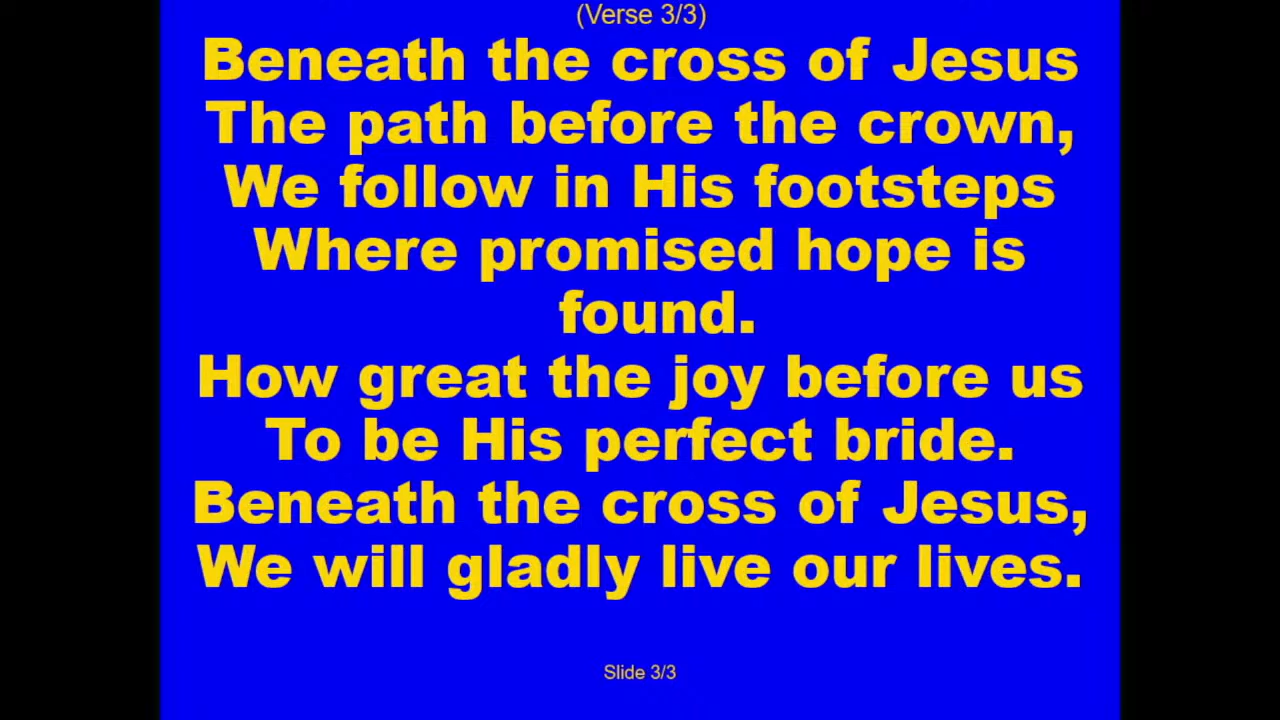 (Verse 3/3)
Beneath the cross of Jesus
The path before the crown,
We follow in His footsteps
Where promised hope is
found.
How great the joy before us
To be His perfect bride.
Beneath the cross of Jesus,
We will gladly live our lives.
Slide 3/3